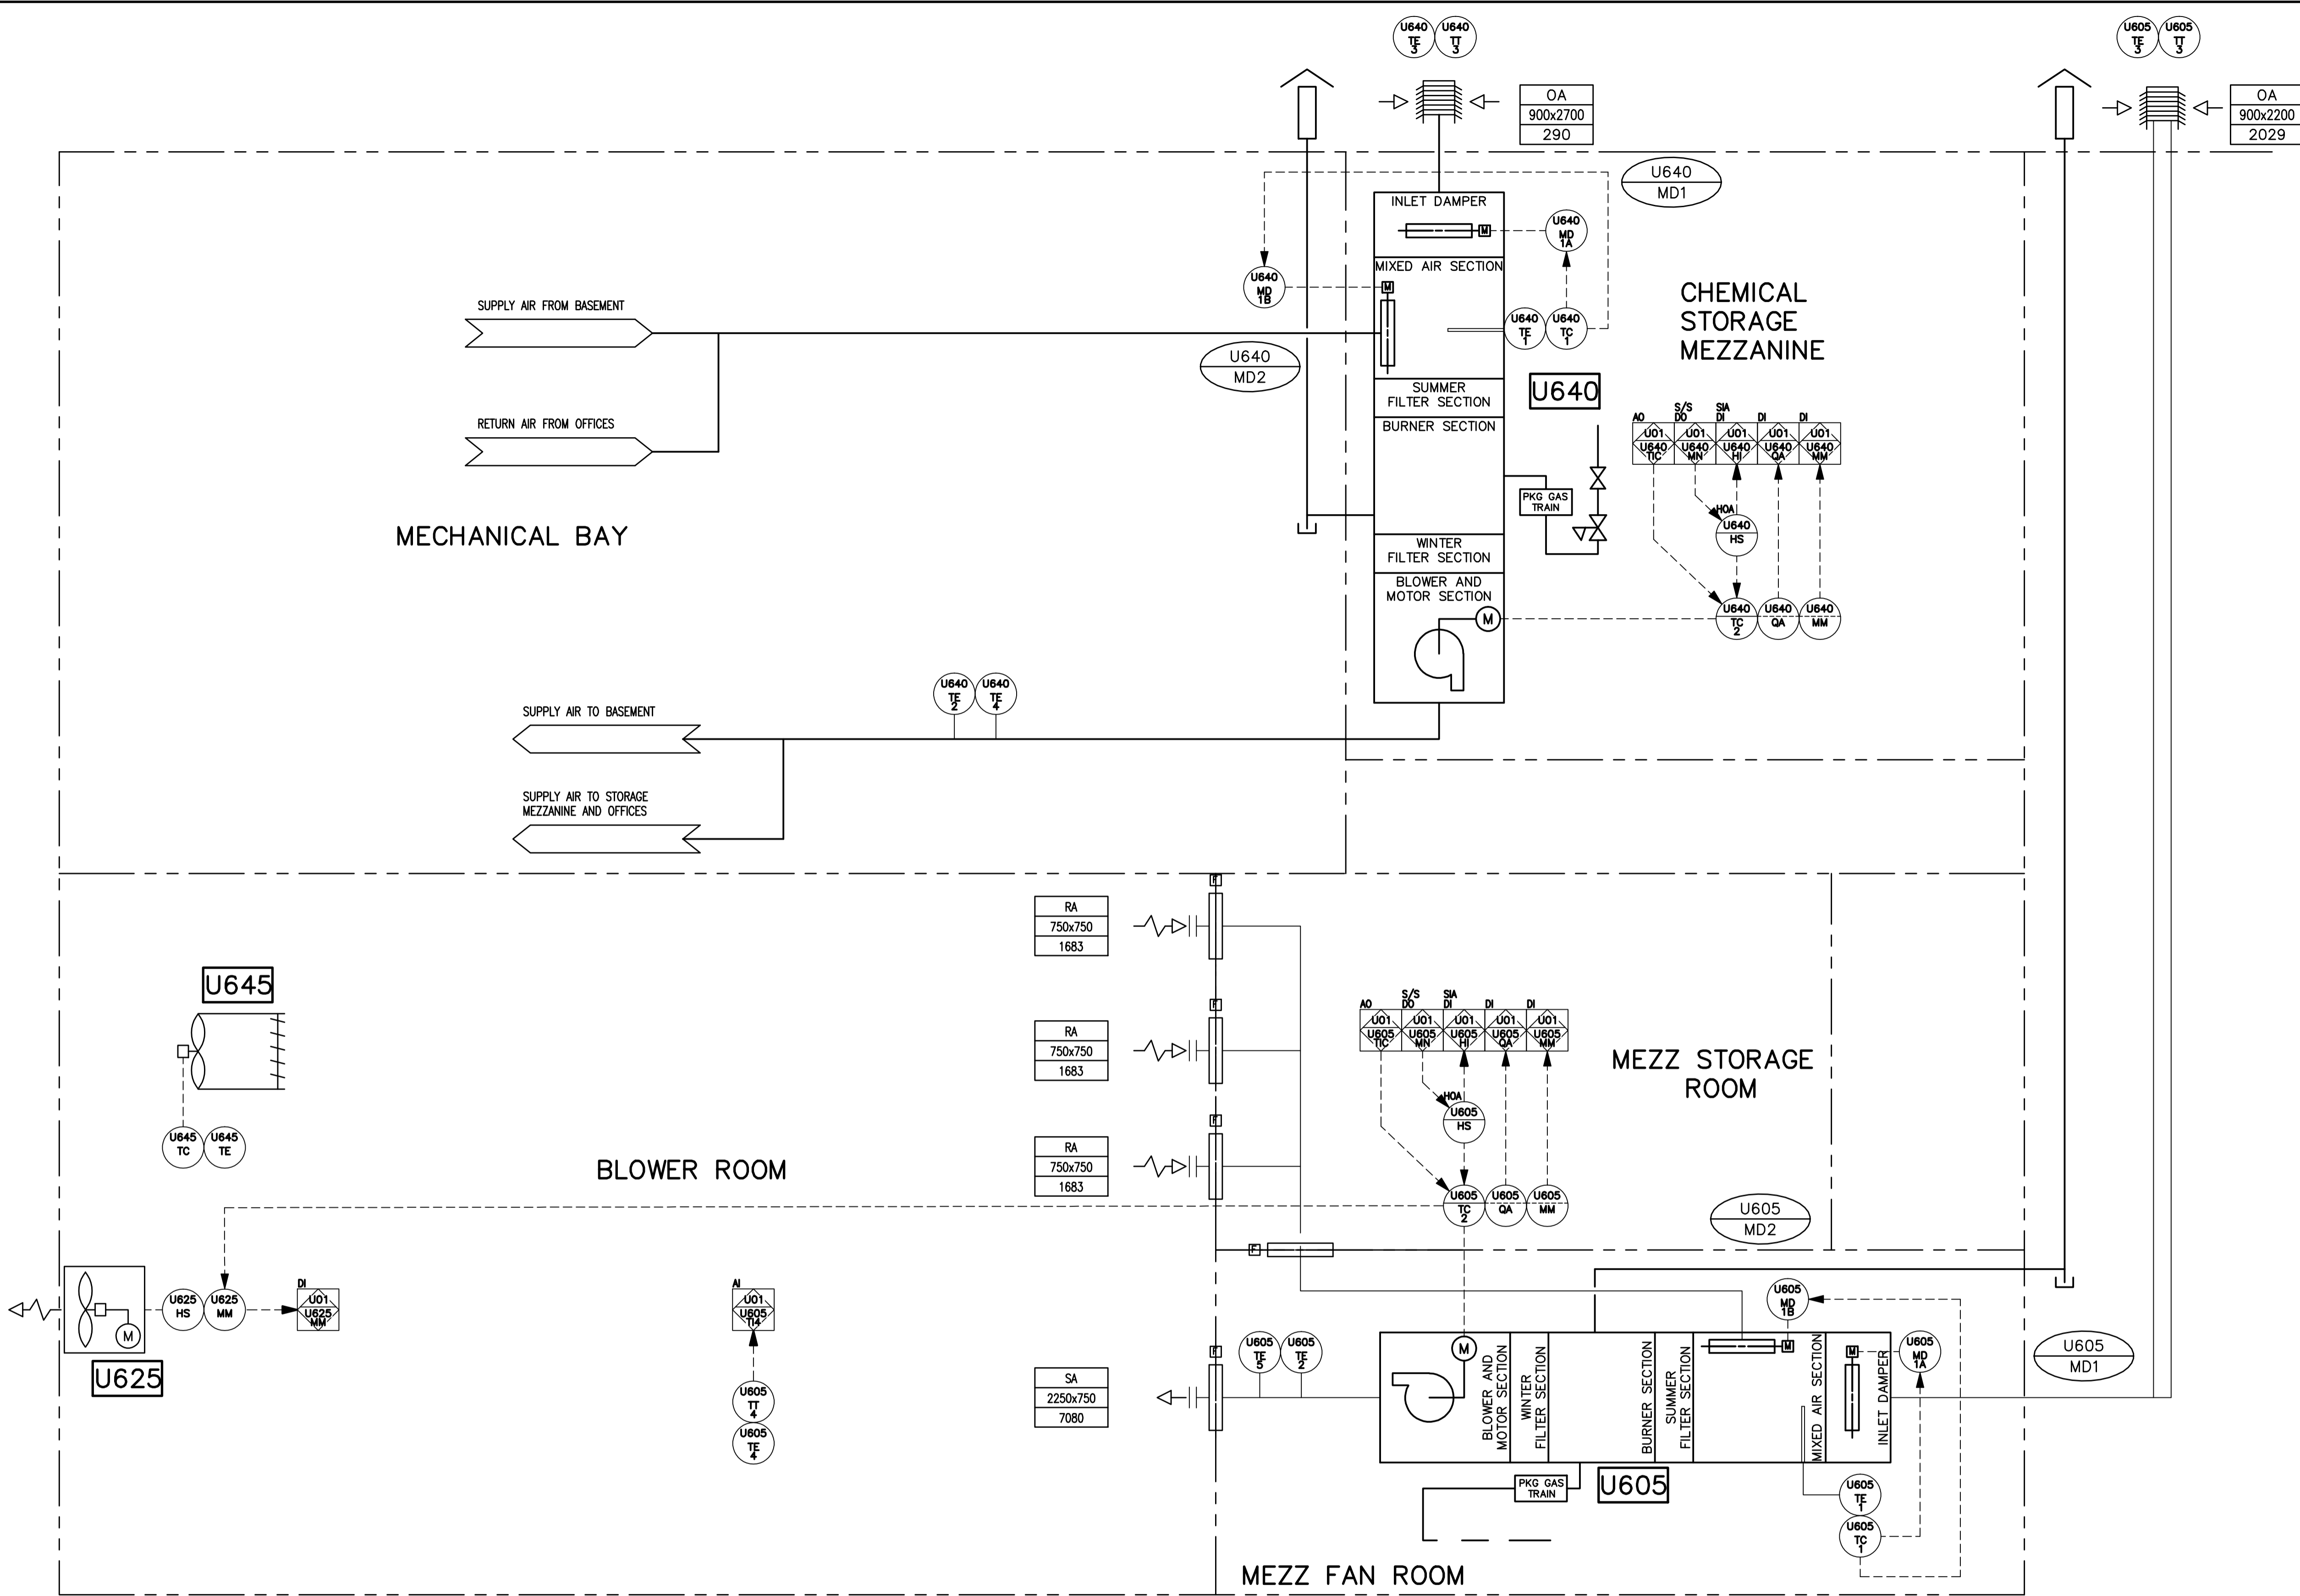 U640
TE
3
U640
TT
3
U605
TE
3
U605
TT
3
OA
900x2700
290
OA
900x2200
2029
U640
MD1
INLET DAMPER
M
U640
MD
1A
MIXED AIR SECTION
M
U640
MD
1B
U640
TE
1
U640
TC
1
CHEMICAL
STORAGE
MEZZANINE
SUPPLY AIR FROM BASEMENT
U640
MD2
SUMMER
FILTER SECTION
U640
RETURN AIR FROM OFFICES
BURNER SECTION
AO
S/S
DO
SIA
DI
DI
DI
U01
U640
TIC
U01
U640
MN
U01
U640
HI
U01
U640
QA
U01
U640
MM
PKG GAS
TRAIN
HOA
U640
HS
MECHANICAL BAY
WINTER
FILTER SECTION
BLOWER AND
MOTOR SECTION
M
U640
TC
2
U640
QA
U640
MM
U640
TE
2
U640
TE
4
SUPPLY AIR TO BASEMENT
SUPPLY AIR TO STORAGE
MEZZANINE AND OFFICES
F
RA
750x750
1683
U645
F
RA
750x750
1683
AO
S/S
DO
SIA
DI
DI
DI
U01
U605
TIC
U01
U605
MN
U01
U605
HI
U01
U605
QA
U01
U605
MM
MEZZ STORAGE
ROOM
HOA
U605
HS
U645
TC
U645
TE
BLOWER ROOM
F
RA
750x750
1683
U605
TC
2
U605
QA
U605
MM
U605
MD2
F
M
U625
HS
U625
MM
DI
U01
U625
MM
U625
AI
U01
U605
TI4
U605
TT
4
U605
TE
4
SA
2250x750
7080
F
U605
TE
5
U605
TE
2
M
BLOWER AND
MOTOR SECTION
WINTER
FILTER SECTION
BURNER SECTION
SUMMER
FILTER SECTION
M
MIXED AIR SECTION
M
INLET DAMPER
U605
MD
1B
U605
MD
1A
U605
MD1
PKG GAS
TRAIN
U605
U605
TE
1
U605
TC
1
MEZZ FAN ROOM